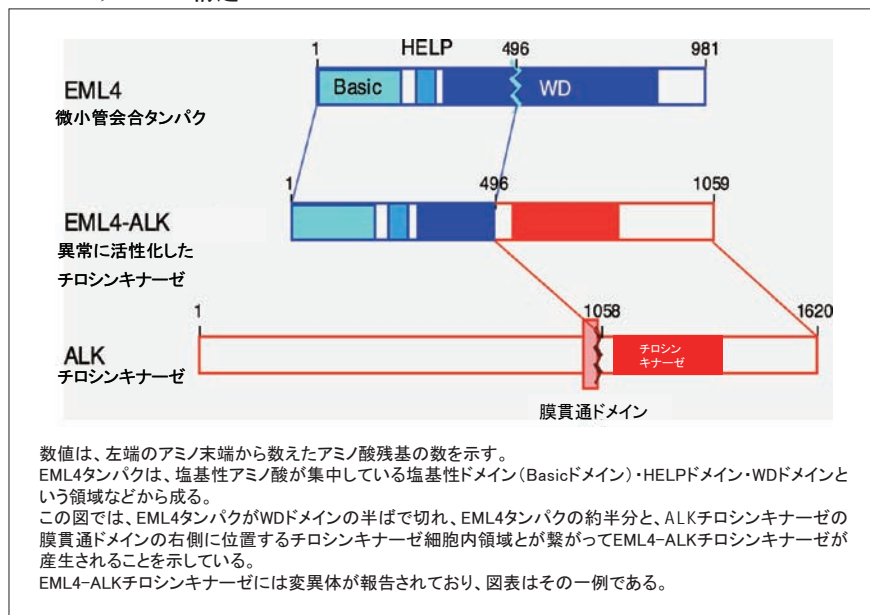 1 HELP 496 981
EML4 Basic WD
微小管会合タンパク
1 496 1059
EML4-ALK
異常に活性化した
チロシンキナーゼ
1 1058 1620
ALK チロシン
キナーゼ
チロシンキナーゼ
膜貫通ドメイン
数値は、左端のアミノ末端から数えたアミノ酸残基の数を示す。
EML4タンパクは、塩基性アミノ酸が集中している塩基性ドメイン(Basicドメイン)・HELPドメイン・WDドメインと
いう領域などから成る。
この図では、EML4タンパクがWDドメインの半ばで切れ、EML4タンパクの約半分と、ALKチロシンキナーゼの
膜貫通ドメインの右側に位置するチロシンキナーゼ細胞内領域とが繋がってEML4-ALKチロシンキナーゼが
産生されることを示している。
EML4-ALKチロシンキナーゼには変異体が報告されており、図表はその一例である。